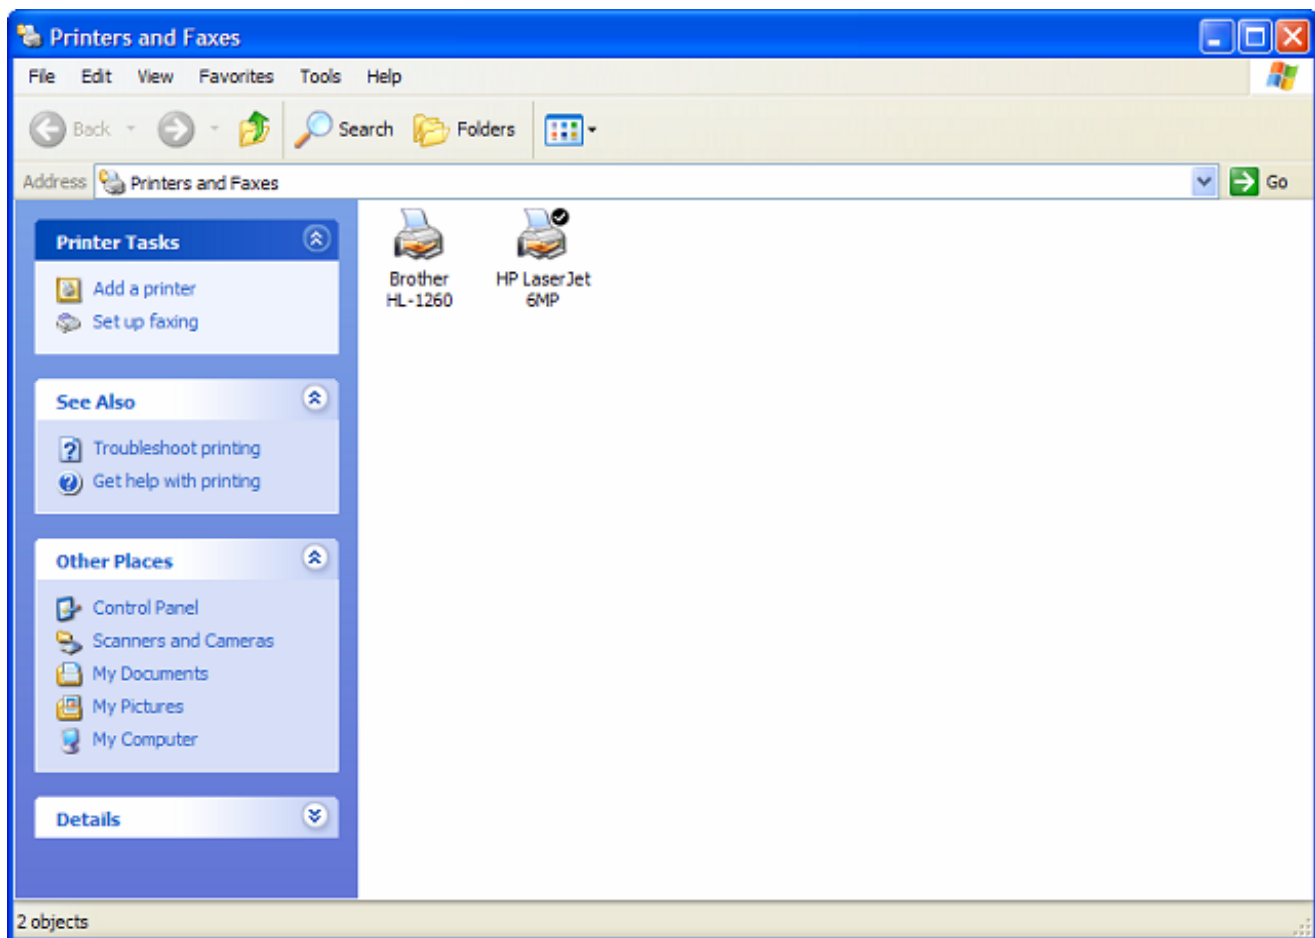 Printers and Faxes
File Edit View Favorites Tools Help
Back Search Folders
Address Printers and Faxes Go
Printer Tasks
Add a printer
Set up faxing
See Also
Troubleshoot printing
Get help with printing
Other Places
Control Panel
Scanners and Cameras
My Documents
My Pictures
My Computer
Details
Brother
HL-1260
HP LaserJet
6MP
2 objects